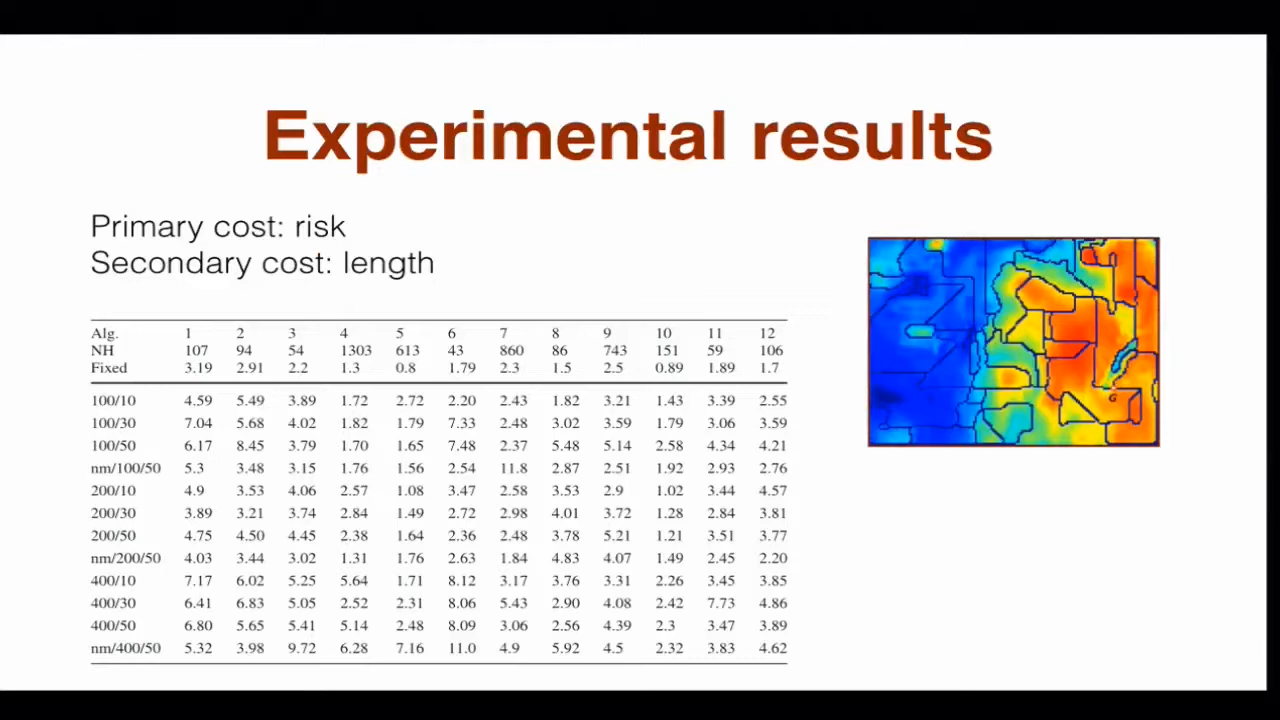 Experimental results
Primary cost: risk
Secondary cost: length
Alg. 1 2 3 4 5 6 7 8 9 10 11 12
NH 107 94 54 1303 613 43 860 86 743 151 59 106
Fixed 3.19 2.91 2.2 1.3 0.8 1.79 2.3 1.5 2.5 0.89 1.89 1.7
100/10 4.59 5.49 3.89 1.72 2.72 2.20 2.43 1.82 3.21 1.43 3.39 2.55
100/30 7.04 5.68 4.02 1.82 1.79 7.33 2.48 3.02 3.59 1.79 3.06 3.59
100/50 6.17 8.45 3.79 1.70 1.65 7.48 2.37 5.48 5.14 2.58 4.34 4.21
nm/100/50 5.3 3.48 3.15 1.76 1.56 2.54 11.8 2.87 2.51 1.92 2.93 2.76
200/10 4.9 3.53 4.06 2.57 1.08 3.47 2.58 3.53 2.9 1.02 3.44 4.57
200/30 3.89 3.21 3.74 2.84 1.49 2.72 2.98 4.01 3.72 1.28 2.84 3.81
200/50 4.75 4.50 4.45 2.38 1.64 2.36 2.48 3.78 5.21 1.21 3.51 3.77
nm/200/50 4.03 3.44 3.02 1.31 1.76 2.63 1.84 4.83 4.07 1.49 2.45 2.20
400/10 7.17 6.02 5.25 5.64 1.71 8.12 3.17 3.76 3.31 2.26 3.45 3.85
400/30 6.41 6.83 5.05 2.52 2.31 8.06 5.43 2.90 4.08 2.42 7.73 4.86
400/50 6.80 5.65 5.41 5.14 2.48 8.09 3.06 2.56 4.39 2.3 3.47 3.89
nm/400/50 5.32 3.98 9.72 6.28 7.16 11.0 4.9 5.92 4.5 2.32 3.83 4.62